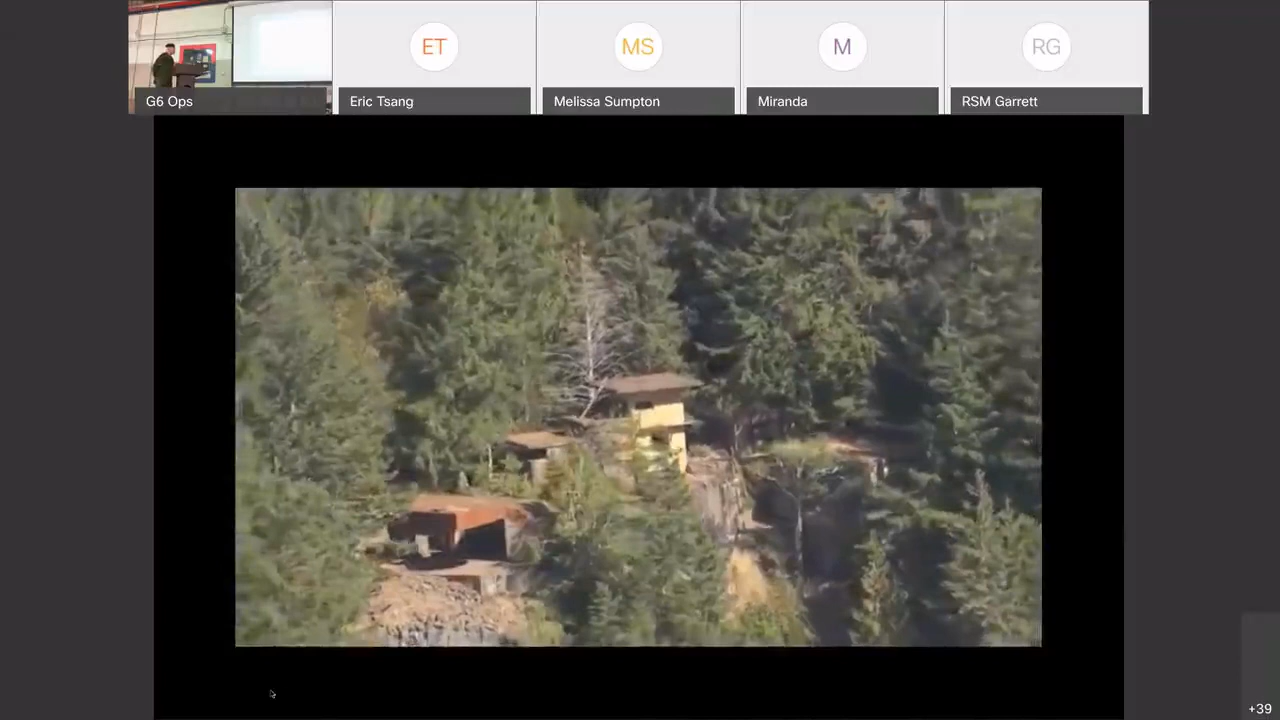 ET
MS
M
RG
G6 Ops
Eric Tsang
Melissa Sumpton
Miranda
RSM Garrett
+39